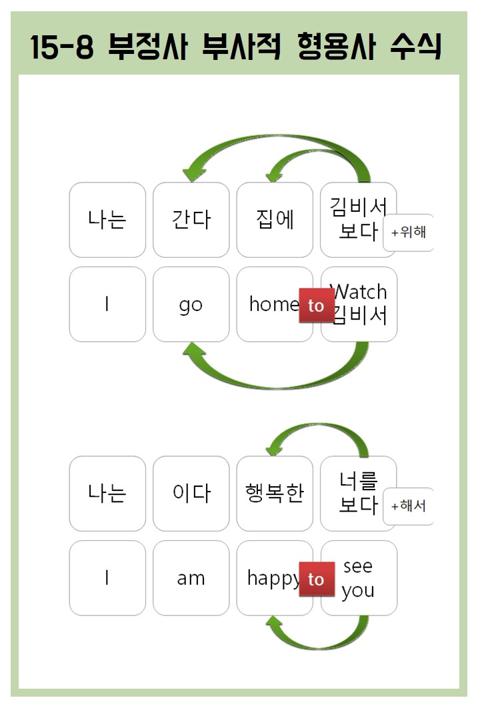 15-8 부정사 부사적 형용사 수식
나는 간다 집에 김비서
보다 +위해
I go home to Watch
김비서
나는 이다 행복한 너를
보다 +해서
I am happy to see
you